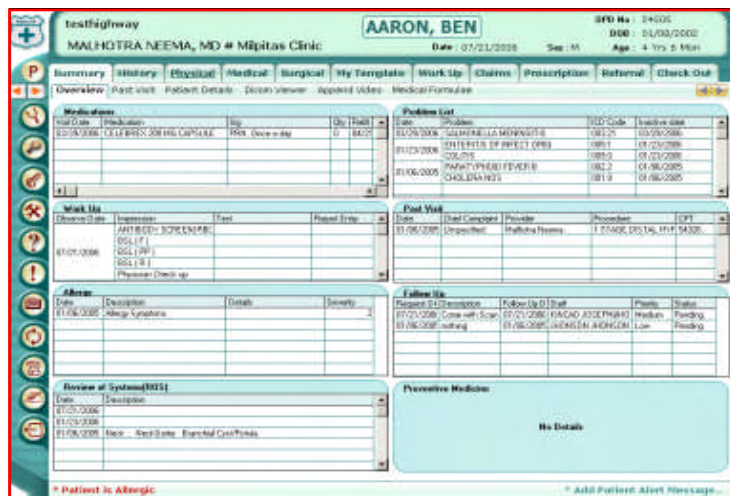 testhighway
AARON, BEN
MALHOTRA NEEMA, MD # Milpitas Clinic
Date : 07/21/2006 Sex : M Age : 4 Yrs 6 Mon
OPD No :
DOB : 01/08/2002
P
Summary History Physical Medical Surgical My Template Work Up Claims Prescription Referral Check Out
Overview Past Visit Patient Details Dicom Viewer Append Video Medical Formulae
Medications
Visit Date Medication Sig Qty Refill
03/29/2006 CELEBREX 200 MG CAPSULE PRN, Once a day 0
Problem List
Date Problem ICD Code Inactive date
03/29/2006 SALMONELLA MENINGITIS 003.21 03/29/2006
01/23/2006 ENTERITIS OF INFECT ORIG 009.1 01/23/2006
COLITIS 009.0 01/23/2006
01/06/2005 PARATYPHOID FEVER B 002.2 01/06/2005
CHOLERA NOS 001.9 01/06/2005
Work Up
Observe Date Impression Test Report Entry
07/21/2006
ANTIBODY SCREEN,RBC
BSL ( F )
BSL ( PP )
BSL ( R )
Physician Check up
Past Visit
Date Chief Complaint Provider Procedure CPT
01/06/2005 Unspecified Malhotra Neema 1 STAGE DISTAL HYP 54326
Allergy
Date Description Details Severity
01/06/2005 Allergy Symptoms 2
Follow Up
Request Dt Description Follow Up Dt Staff Priority Status
07/21/2006 Come with Scan 07/21/2006 KINCAID JOSEPH Medium Pending
01/06/2005 nothing 01/06/2005 JHONSON JHONSON Low Pending
Review of Systems(ROS)
Date Description
07/21/2006
01/23/2006
01/06/2005 Neck : Branchial Cyst/Fistula
Preventive Medicine
No Details
* Patient is Allergic
* Add Patient Alert Message...